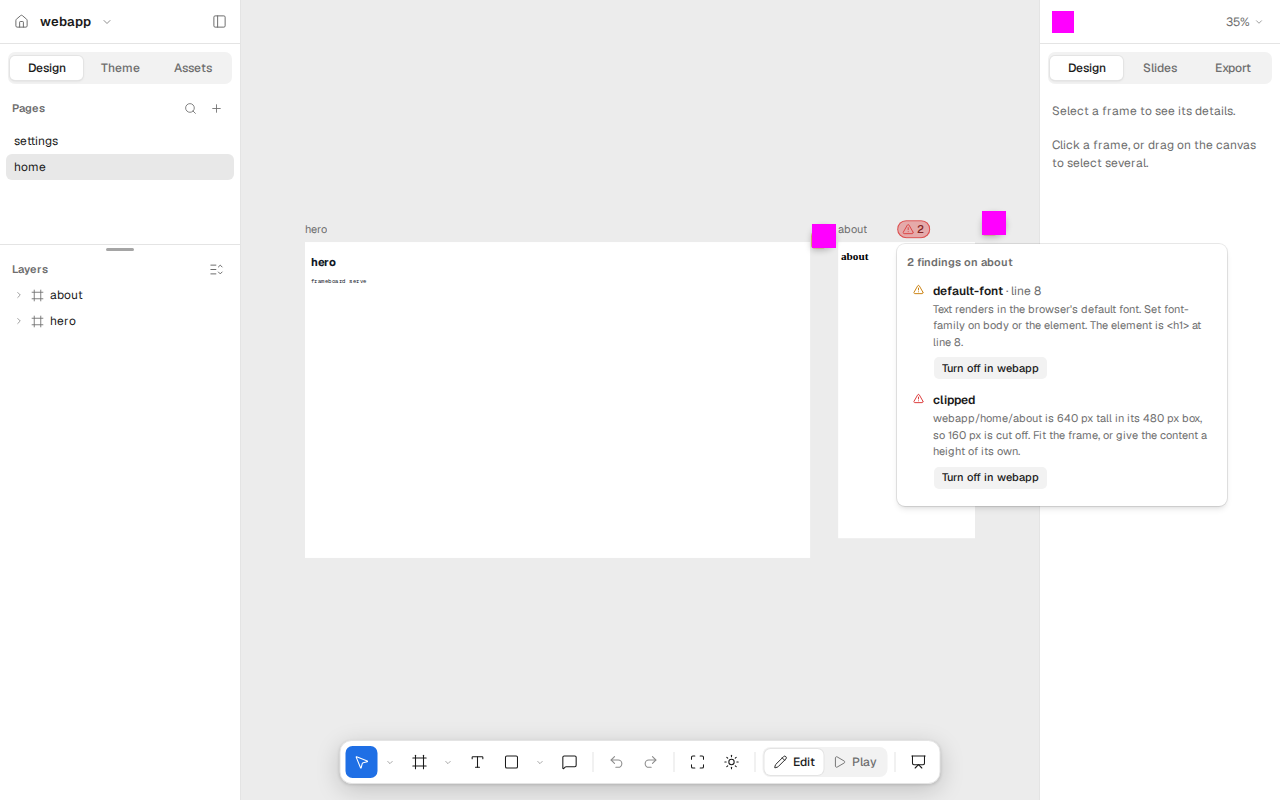 webapp
35%
Design
Theme
Assets
Design
Slides
Export
Pages
settings
home
Select a frame to see its details.
Click a frame, or drag on the canvas
to select several.
Layers
about
hero
hero
hero
frameboard serve
about
2
about
2 findings on about
default-font · line 8
Text renders in the browser's default font. Set font-
family on body or the element. The element is <h1> at
line 8.
Turn off in webapp
clipped
webapp/home/about is 640 px tall in its 480 px box,
so 160 px is cut off. Fit the frame, or give the content a
height of its own.
Turn off in webapp
Edit
Play